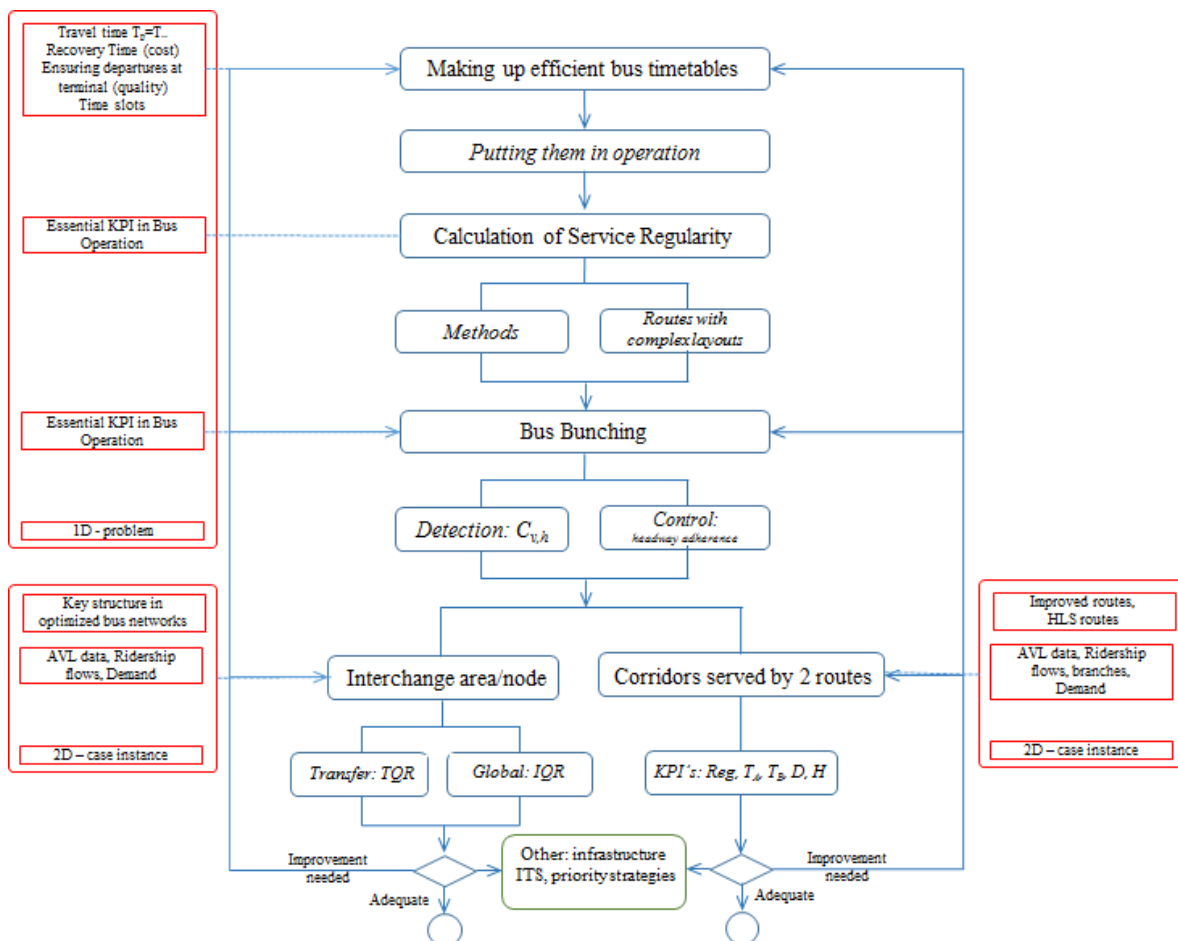 Travel time Tₚ=T..
Recovery Time (cost)
Ensuring departures at
terminal (quality)
Time slots
Making up efficient bus timetables
Putting them in operation
Essential KPI in Bus
Operation
Calculation of Service Regularity
Methods
Routes with
complex layouts
Essential KPI in Bus
Operation
Bus Bunching
1D - problem
Detection: Cv,h
Control:
headway adherence
Key structure in
optimized bus networks
AVL data, Ridership
flows, Demand
2D – case instance
Interchange area/node
Corridors served by 2 routes
Improved routes,
HLS routes
AVL data, Ridership
flows, branches,
Demand
2D – case instance
Transfer: TQR
Global: IQR
KPI´s: Reg, TA, TB, D, H
Improvement
needed
Adequate
Other: infrastructure
ITS, priority strategies
Improvement
needed
Adequate